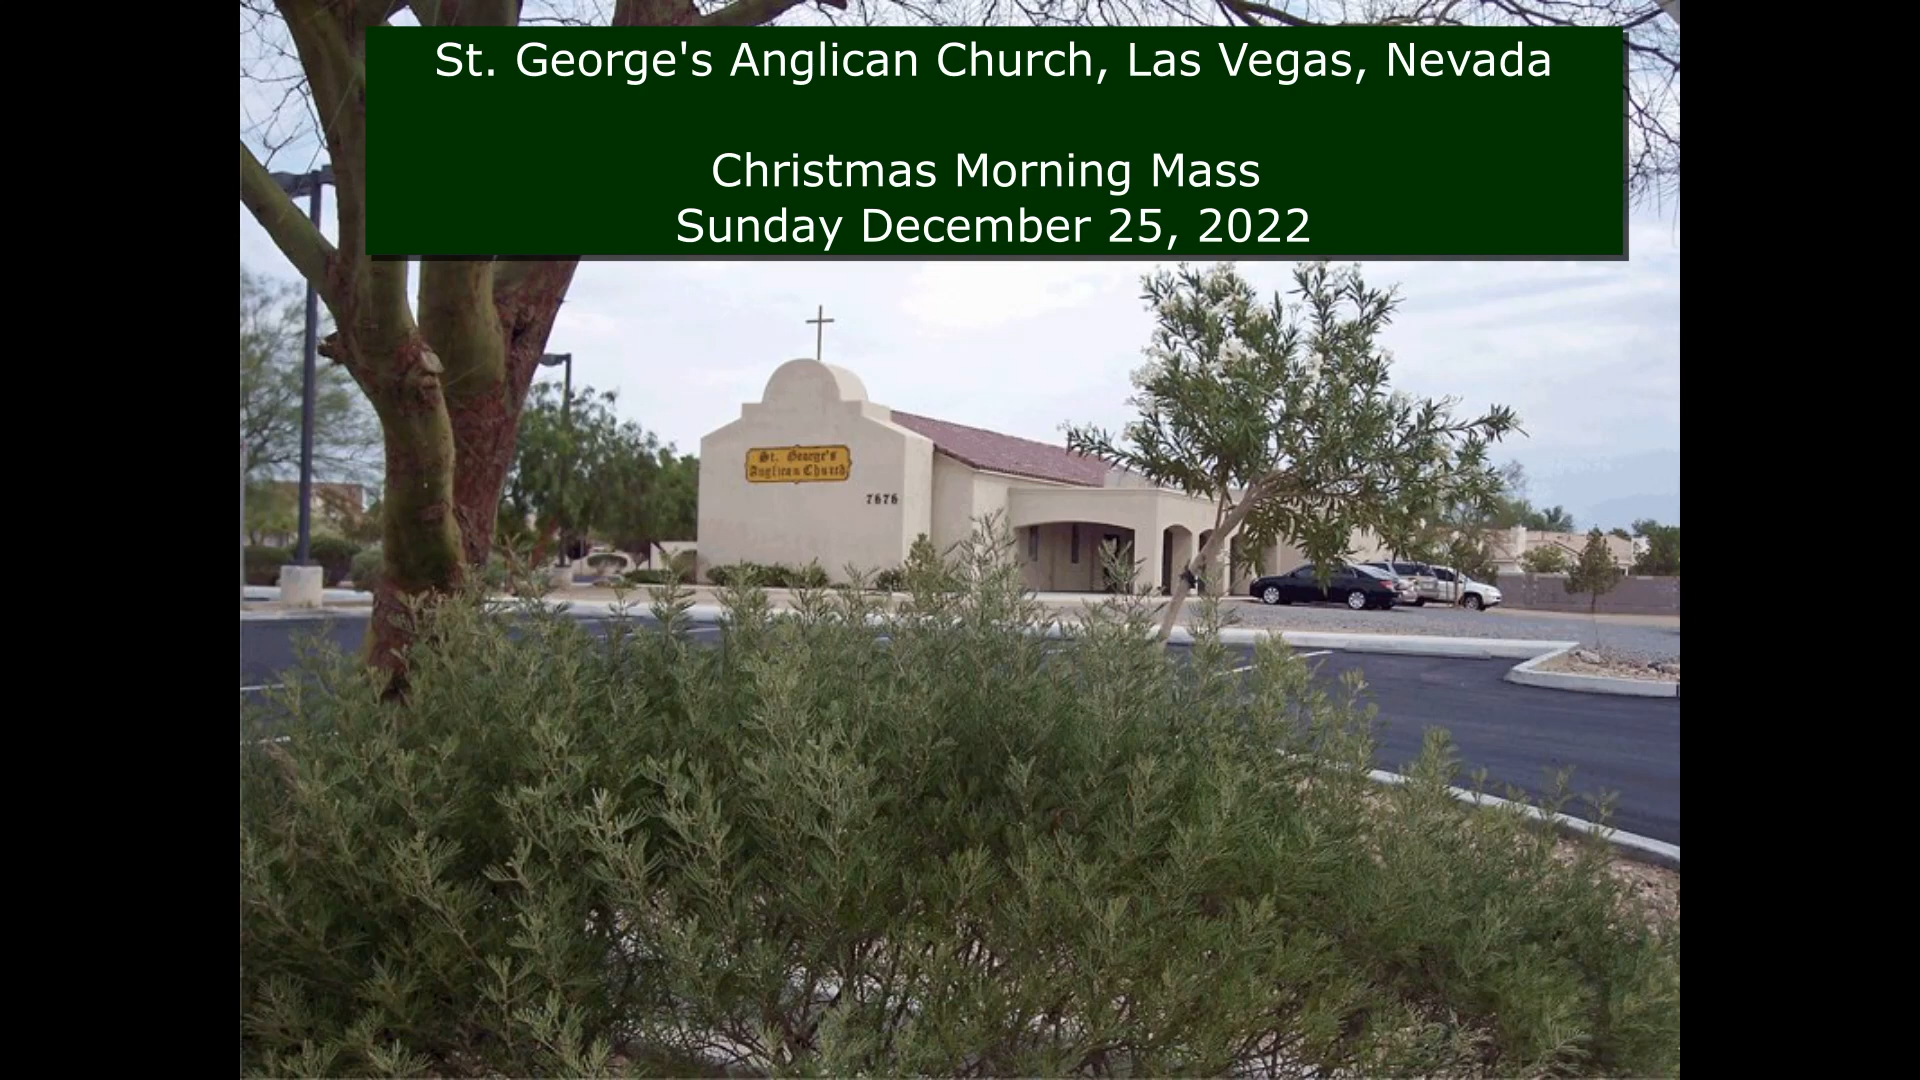 St. George's Anglican Church, Las Vegas, Nevada
Christmas Morning Mass
Sunday December 25, 2022
St. George's
Anglican Church
7676